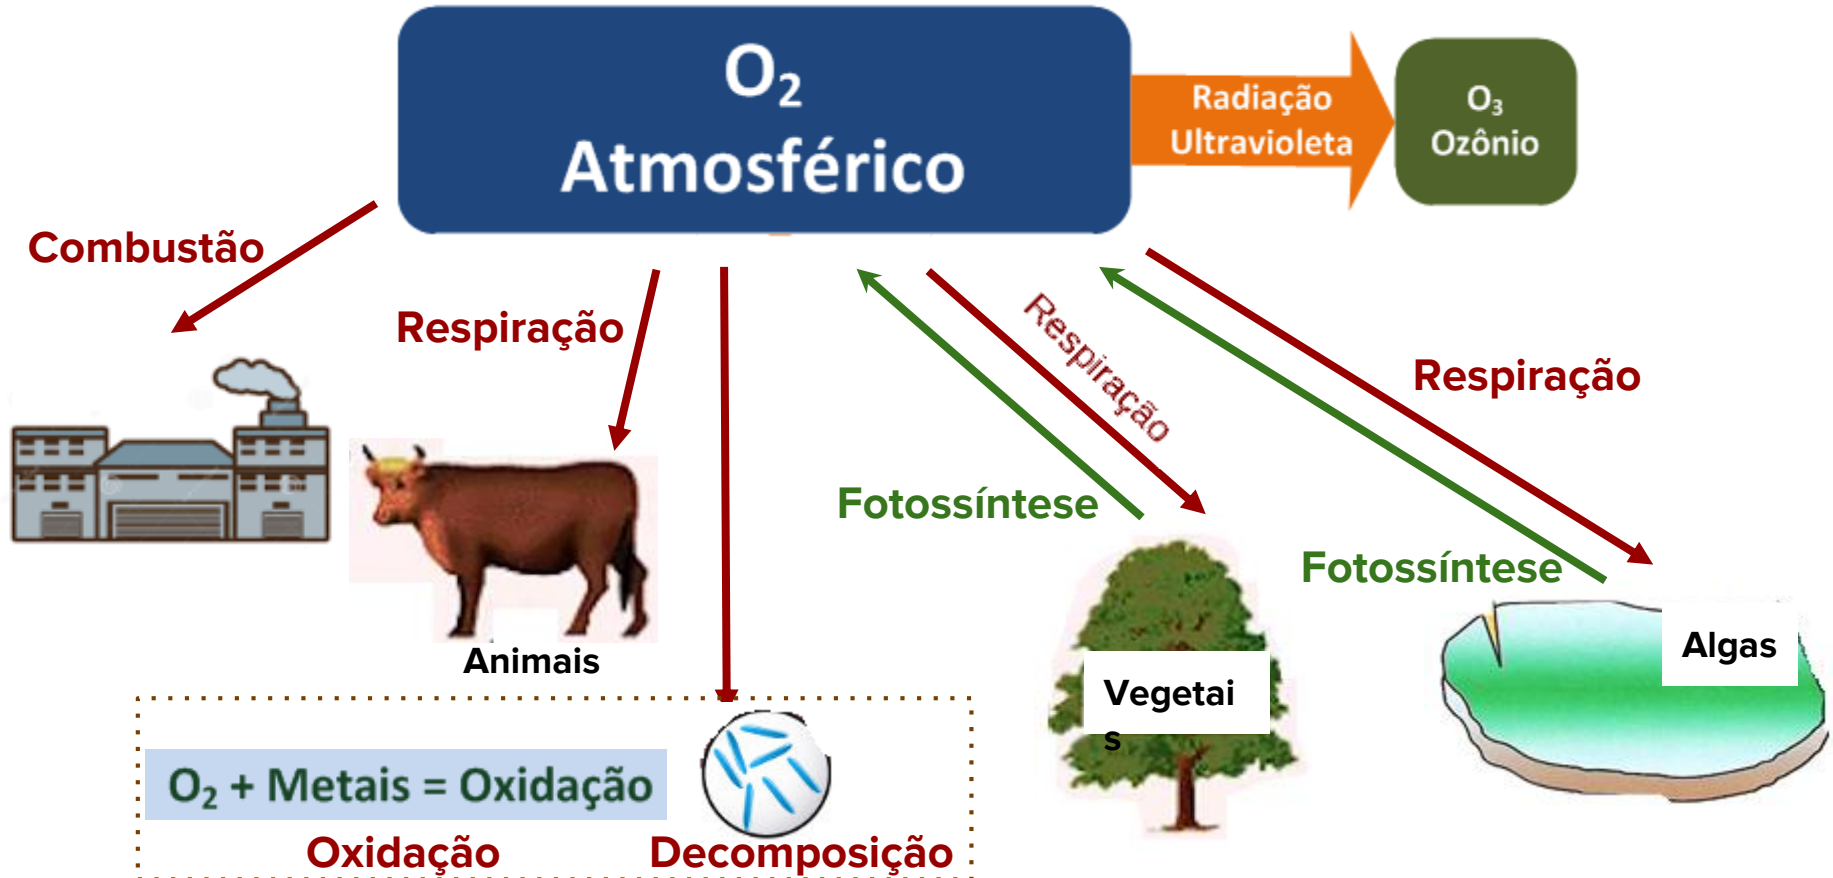 O₂
Atmosférico
Radiação
Ultravioleta
O₃
Ozônio
Combustão
Respiração
Respiração
Respiração
Fotossíntese
Fotossíntese
Animais
Vegetai
s
Algas
O₂ + Metais = Oxidação
Oxidação
Decomposição